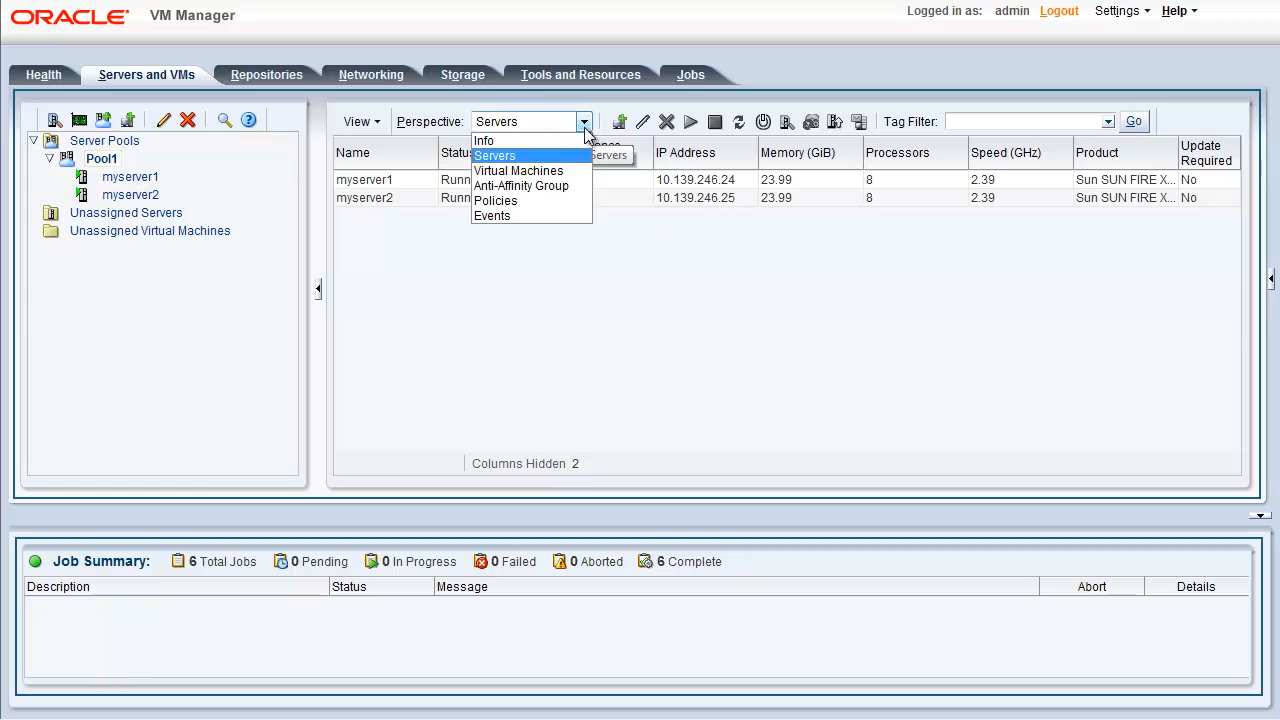 ORACLE® VM Manager
Logged in as: admin Logout Settings Help
Health Servers and VMs Repositories Networking Storage Tools and Resources Jobs
View Perspective: Servers Tag Filter: Go
Info
Servers
Virtual Machines
Anti-Affinity Group
Policies
Events
Servers
Server Pools
Pool1
myserver1
myserver2
Unassigned Servers
Unassigned Virtual Machines
Name IP Address Memory (GiB) Processors Speed (GHz) Product Update Required
myserver1 Runn 10.139.246.24 23.99 8 2.39 Sun SUN FIRE X... No
myserver2 Runn 10.139.246.25 23.99 8 2.39 Sun SUN FIRE X... No
Columns Hidden 2
Job Summary: 6 Total Jobs 0 Pending 0 In Progress 0 Failed 0 Aborted 6 Complete
Description Status Message Abort Details